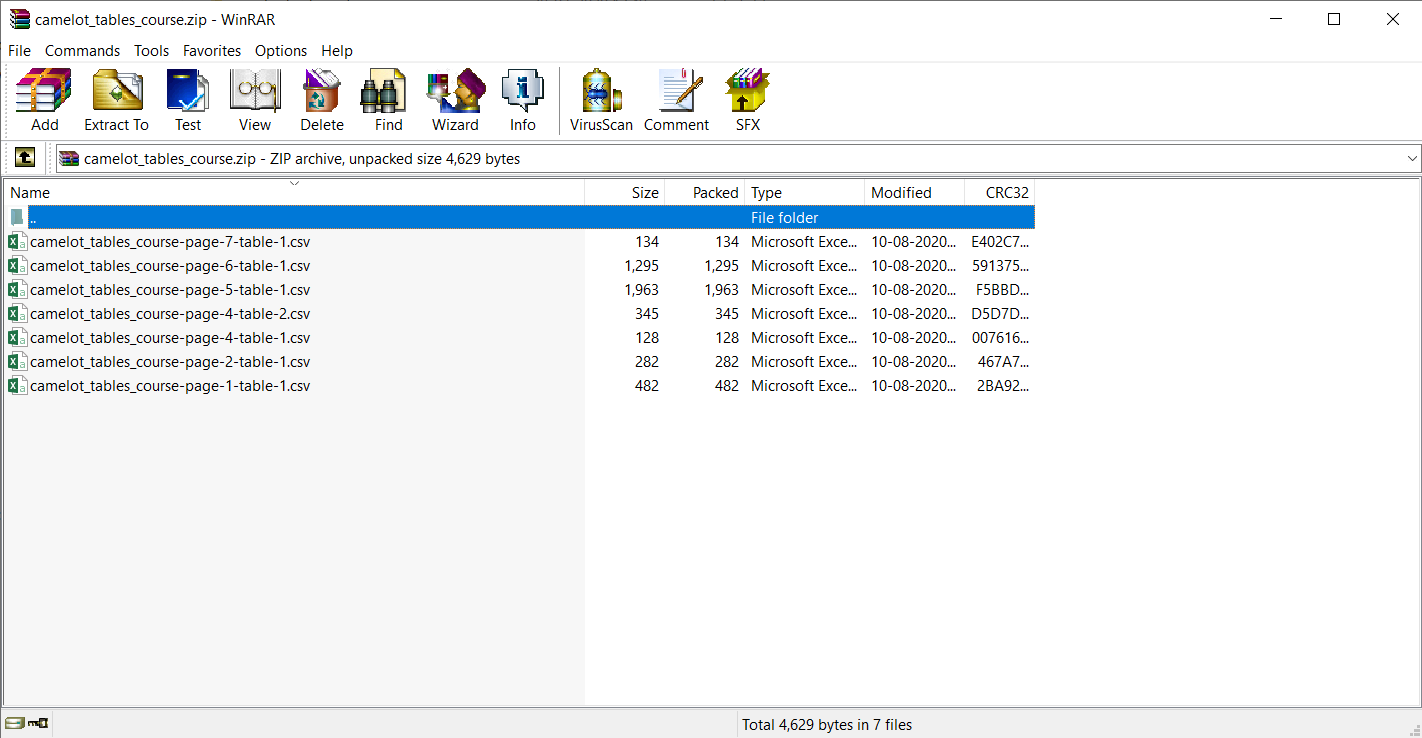 camelot_tables_course.zip - WinRAR
File Commands Tools Favorites Options Help
Add Extract To Test View Delete Find Wizard Info VirusScan Comment SFX
camelot_tables_course.zip - ZIP archive, unpacked size 4,629 bytes
Name Size Packed Type Modified CRC32
.. File folder
camelot_tables_course-page-7-table-1.csv 134 134 Microsoft Exce... 10-08-2020... E402C7...
camelot_tables_course-page-6-table-1.csv 1,295 1,295 Microsoft Exce... 10-08-2020... 591375...
camelot_tables_course-page-5-table-1.csv 1,963 1,963 Microsoft Exce... 10-08-2020... F5BBD...
camelot_tables_course-page-4-table-2.csv 345 345 Microsoft Exce... 10-08-2020... D5D7D...
camelot_tables_course-page-4-table-1.csv 128 128 Microsoft Exce... 10-08-2020... 007616...
camelot_tables_course-page-2-table-1.csv 282 282 Microsoft Exce... 10-08-2020... 467A7...
camelot_tables_course-page-1-table-1.csv 482 482 Microsoft Exce... 10-08-2020... 2BA92...
Total 4,629 bytes in 7 files